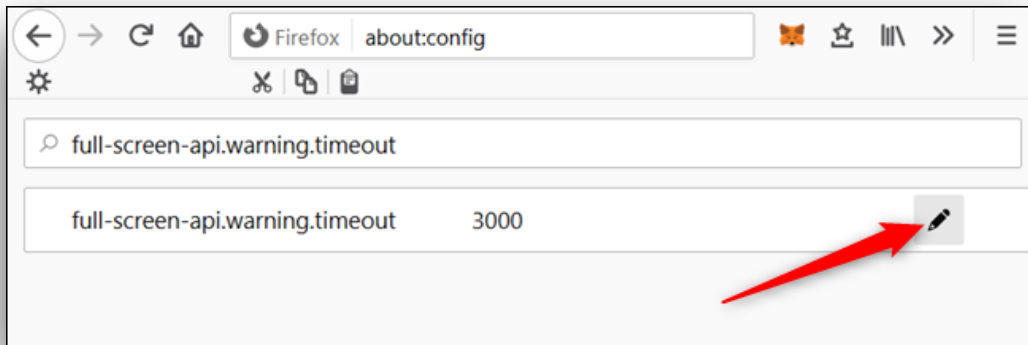 Firefox about:config
full-screen-api.warning.timeout
full-screen-api.warning.timeout 3000